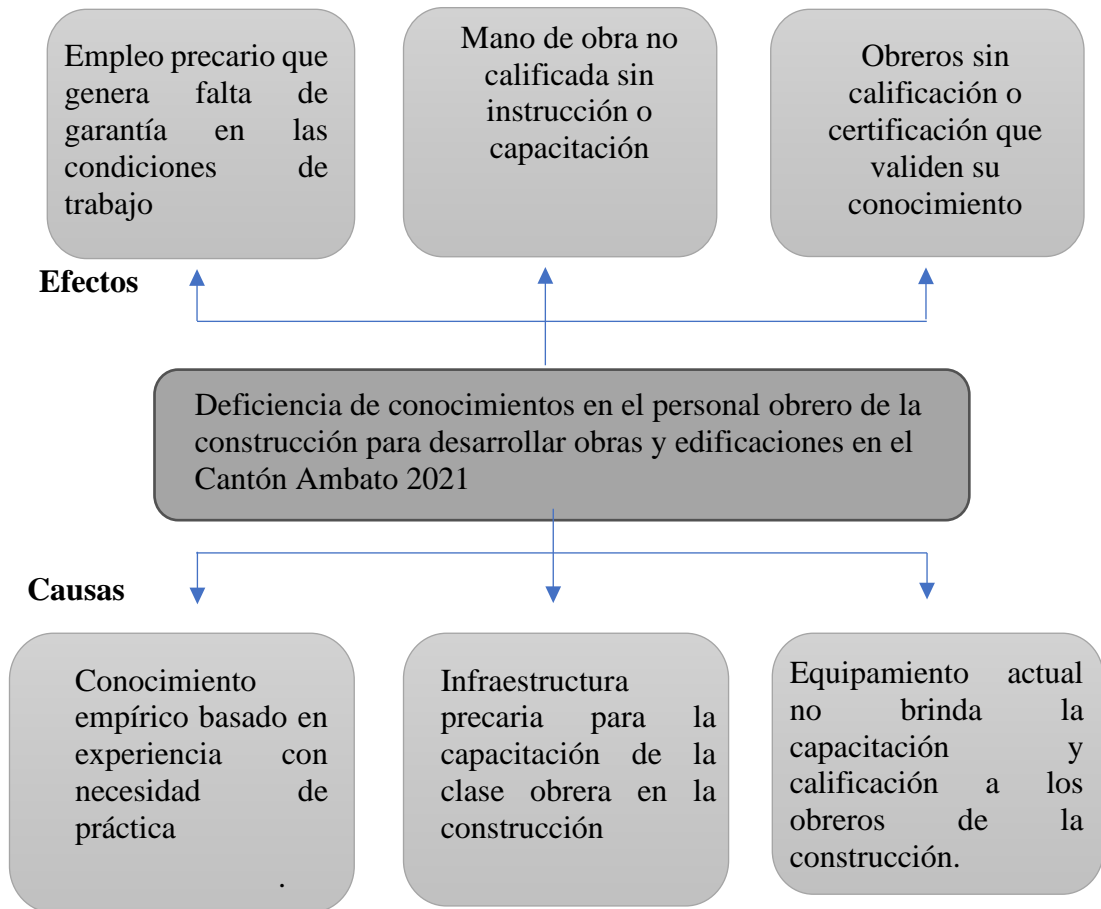 Empleo precario que
genera falta de
garantía en las
condiciones de
trabajo
Mano de obra no
calificada sin
instrucción o
capacitación
Obreros sin
calificación o
certificación que
validen su
conocimiento
Efectos
Deficiencia de conocimientos en el personal obrero de la
construcción para desarrollar obras y edificaciones en el
Cantón Ambato 2021
Causas
Conocimiento
empírico basado en
experiencia con
necesidad de
práctica
.
Infraestructura
precaria para la
capacitación de la
clase obrera en la
construcción
Equipamiento actual
no brinda la
capacitación y
calificación a los
obreros de la
construcción.